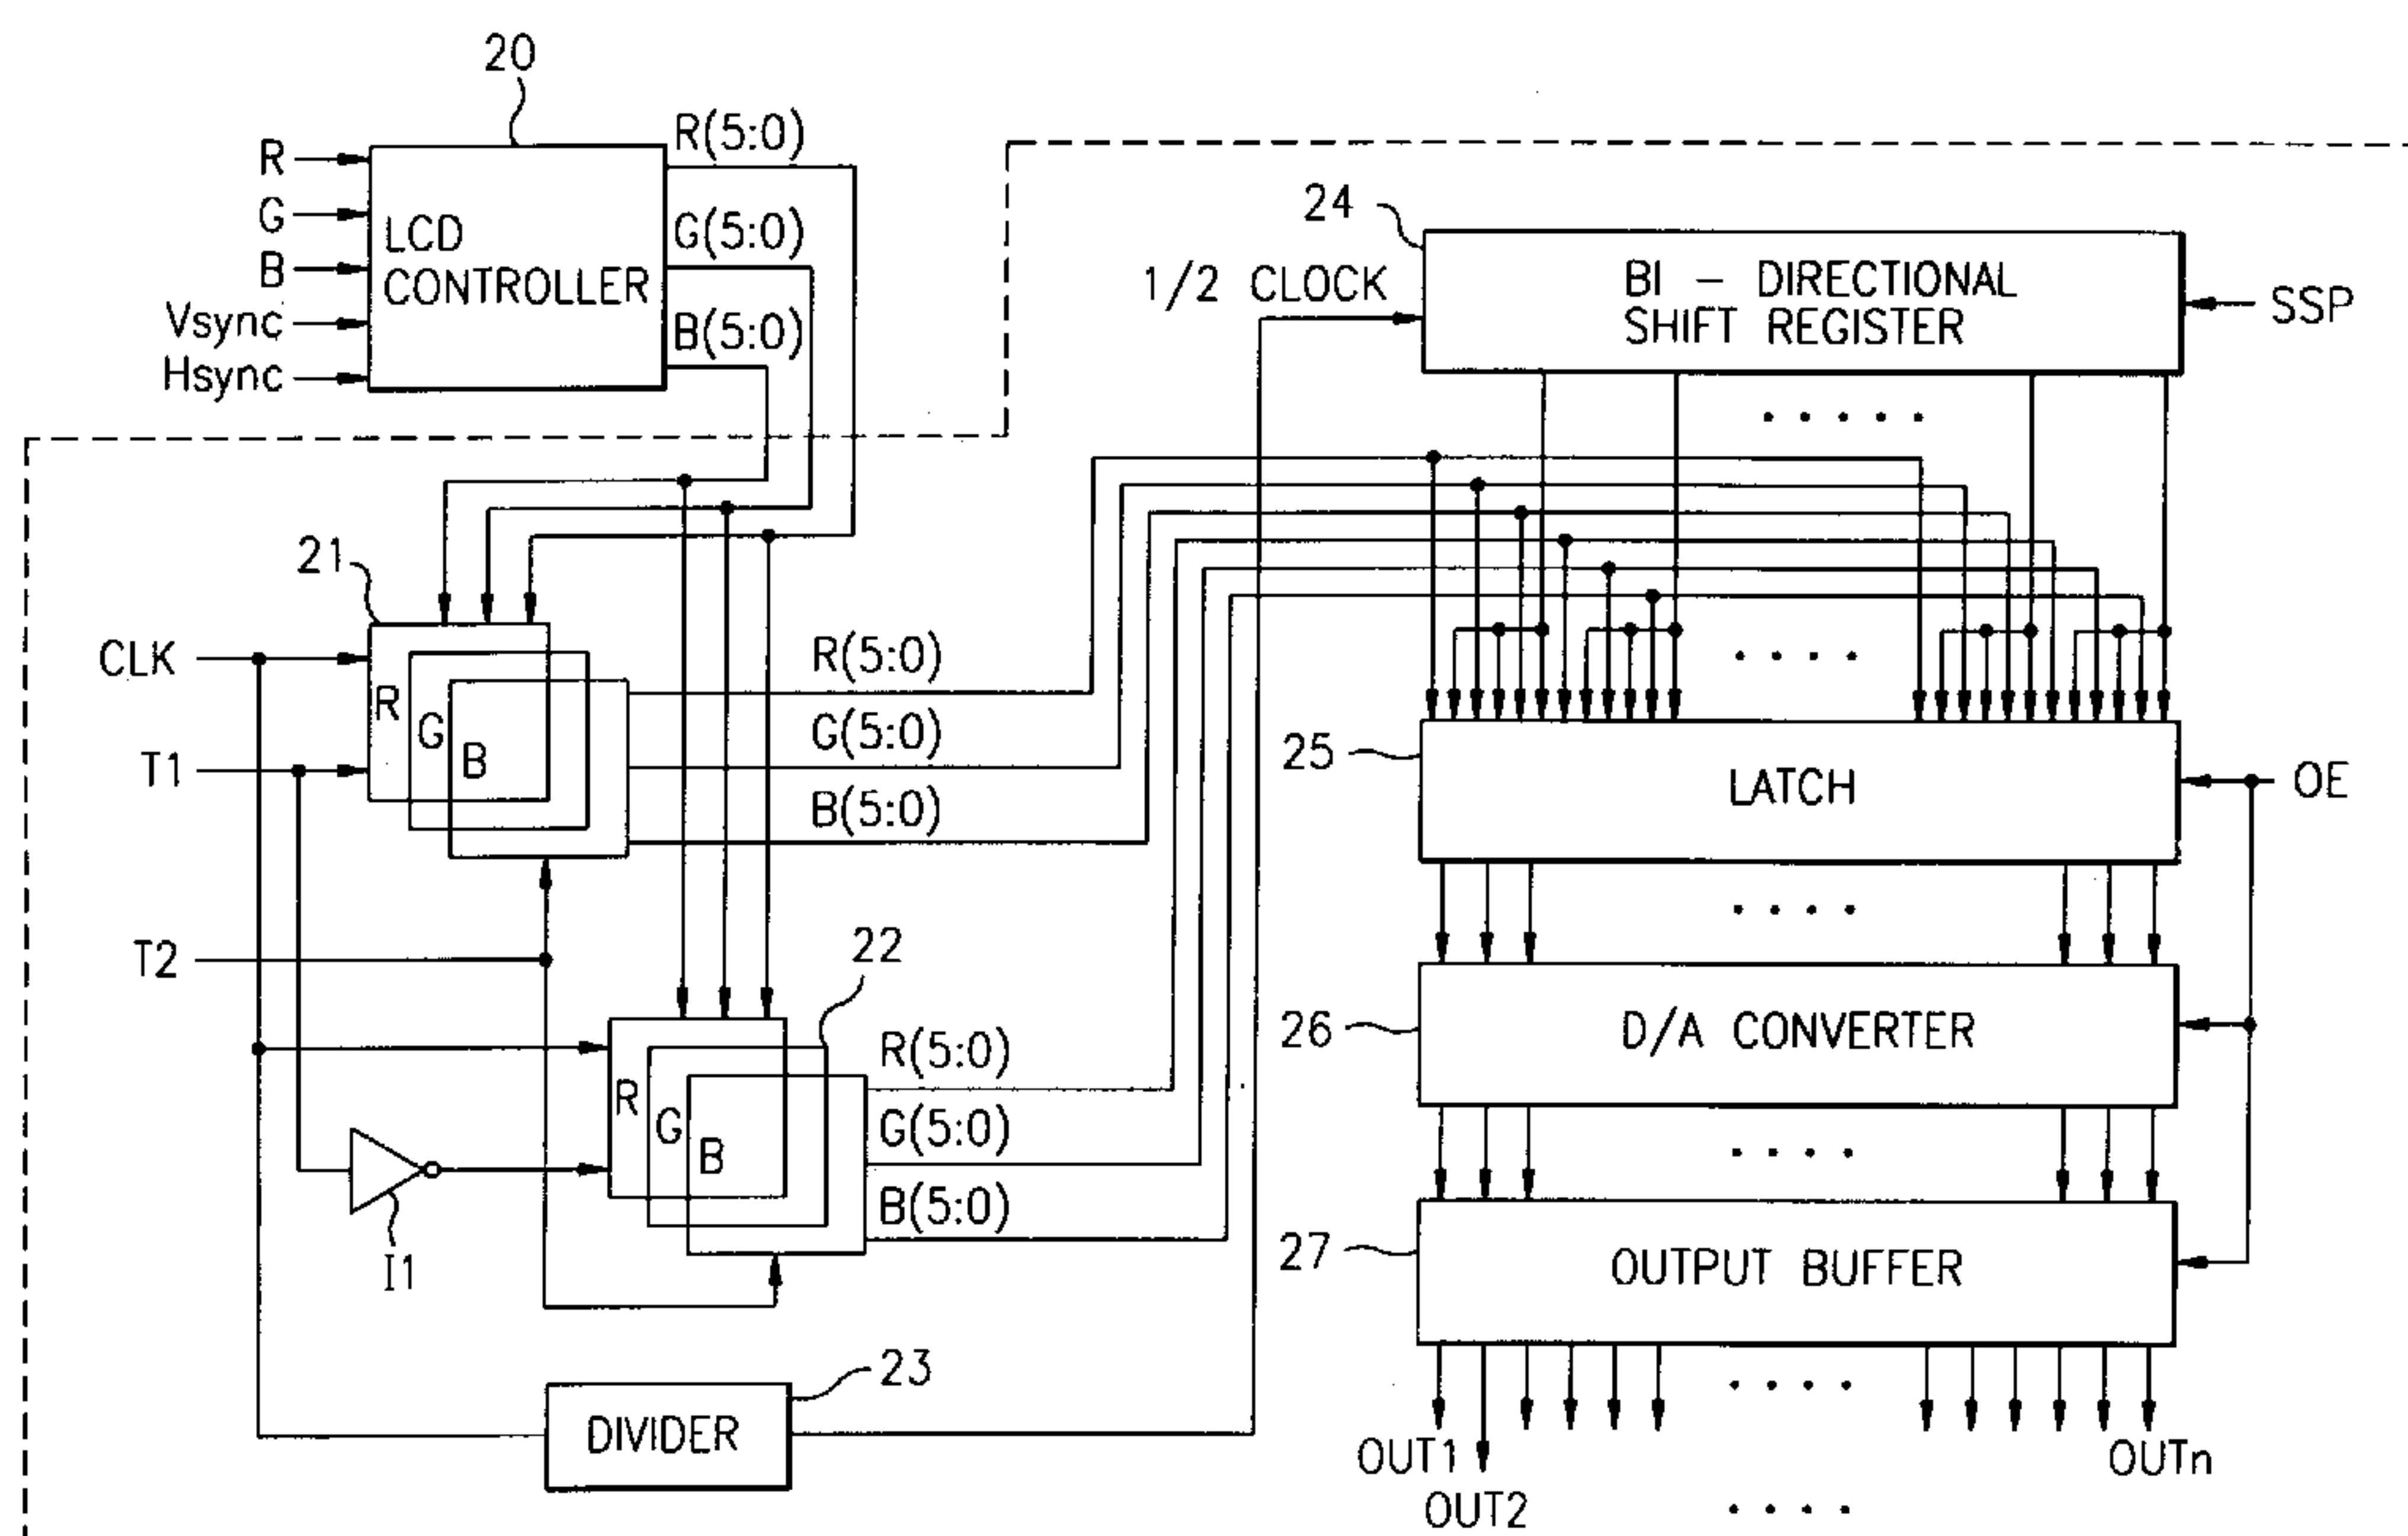 20
R
G
B
Vsync
Hsync
LCD
CONTROLLER
R(5:0)
G(5:0)
B(5:0)
24
1/2 CLOCK
BI - DIRECTIONAL
SHIFT REGISTER
SSP
21
CLK
T1
R
G
B
R(5:0)
G(5:0)
B(5:0)
25
LATCH
OE
T2
22
R
G
B
R(5:0)
G(5:0)
B(5:0)
26
D/A CONVERTER
I1
27
OUTPUT BUFFER
23
DIVIDER
OUT1
OUT2
OUTn